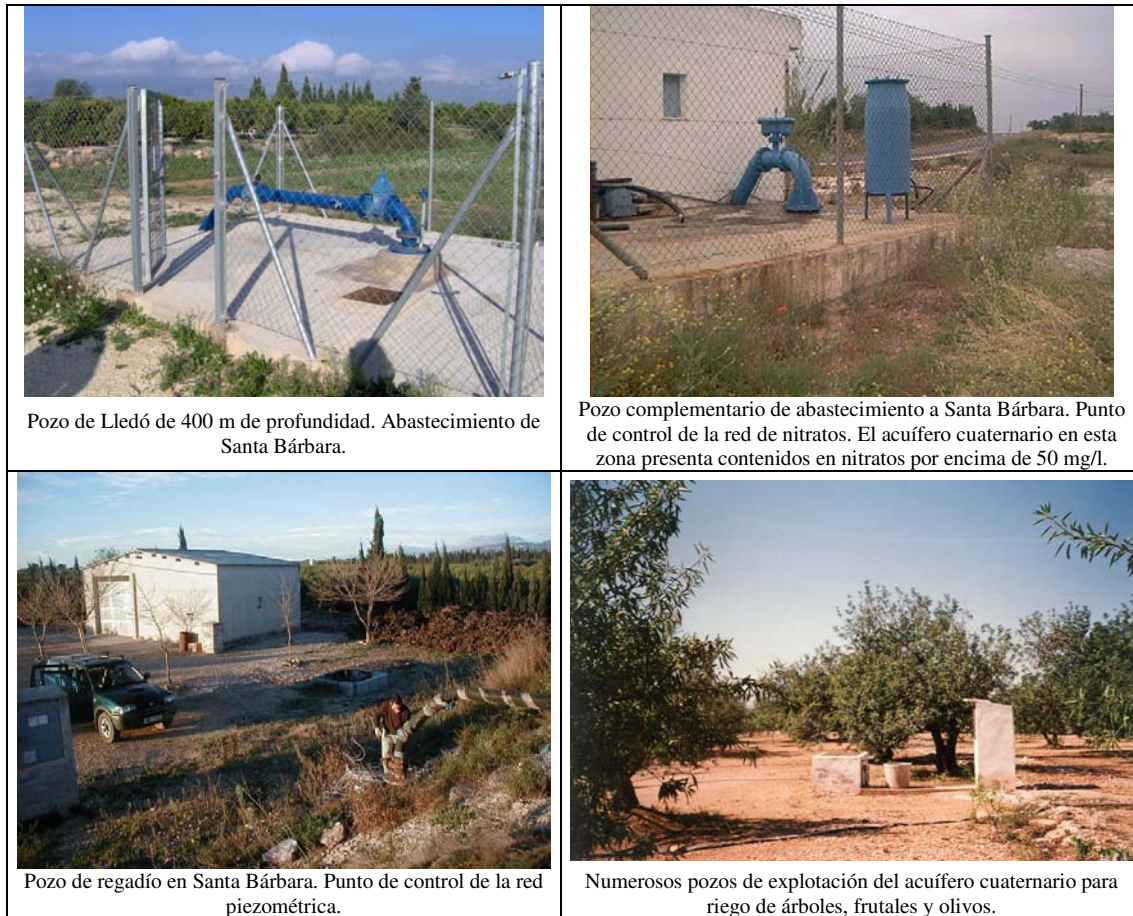 Pozo de Lledó de 400 m de profundidad. Abastecimiento de
Santa Bárbara.
Pozo complementario de abastecimiento a Santa Bárbara. Punto
de control de la red de nitratos. El acuífero cuaternario en esta
zona presenta contenidos en nitratos por encima de 50 mg/l.
Pozo de regadío en Santa Bárbara. Punto de control de la red
piezométrica.
Numerosos pozos de explotación del acuífero cuaternario para
riego de árboles, frutales y olivos.